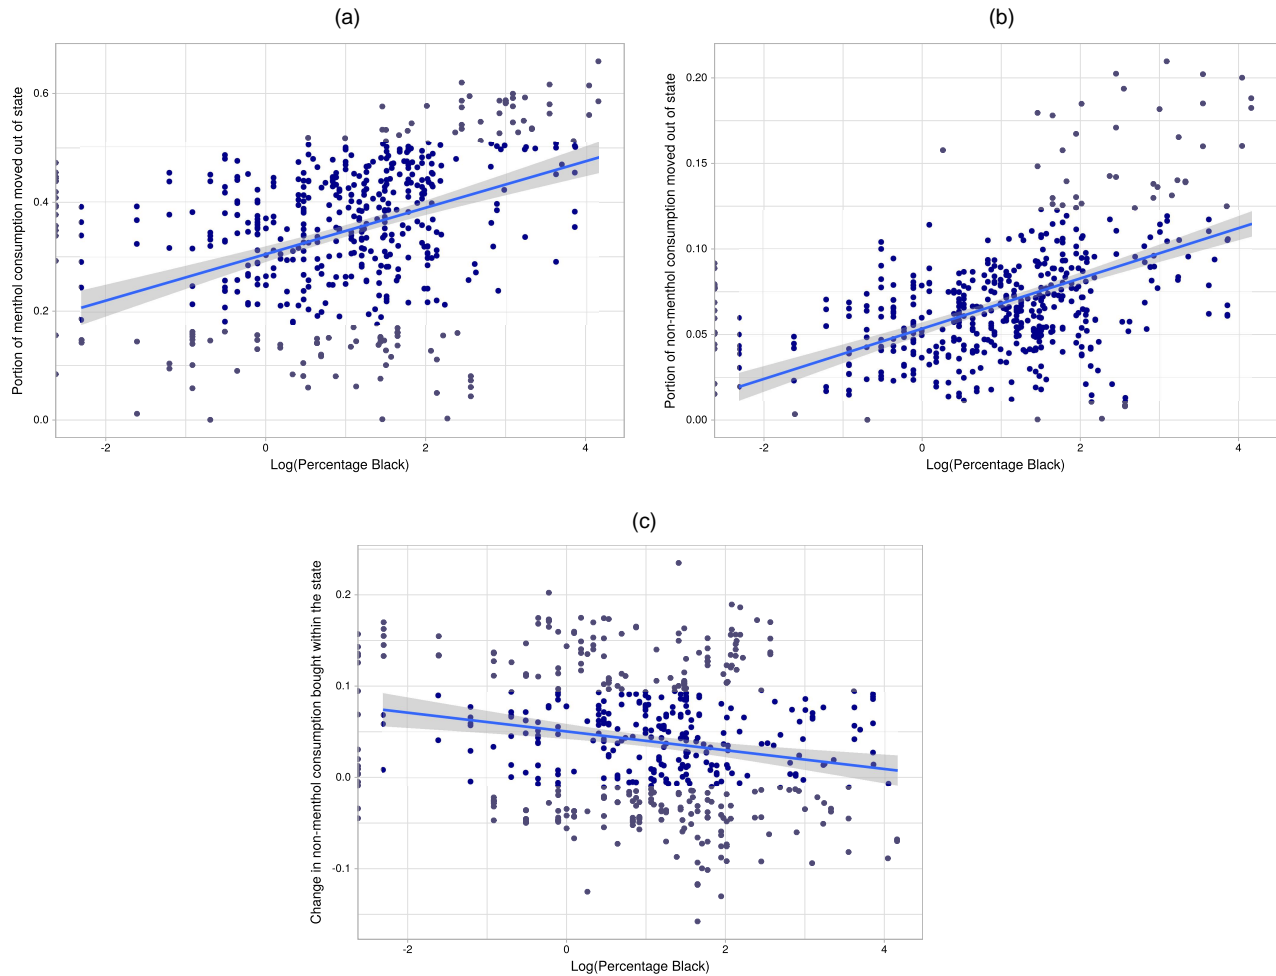 (a)
Portion of menthol consumption moved out of state
0.6
0.4
0.2
0.0
-2
0
2
4
Log(Percentage Black)
(b)
Portion of non-menthol consumption moved out of state
0.20
0.15
0.10
0.05
0.00
-2
0
2
4
Log(Percentage Black)
(c)
Change in non-menthol consumption bought within the state
0.2
0.1
0.0
-0.1
-2
0
2
4
Log(Percentage Black)